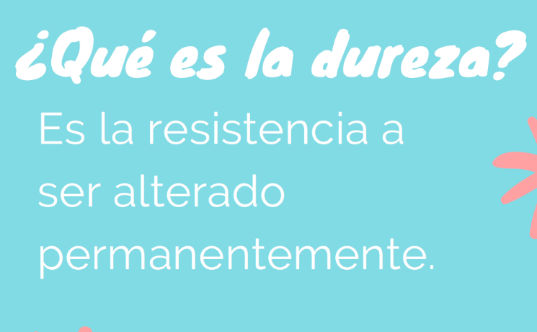 ¿Qué es la dureza?
Es la resistencia a
ser alterado
permanentemente.